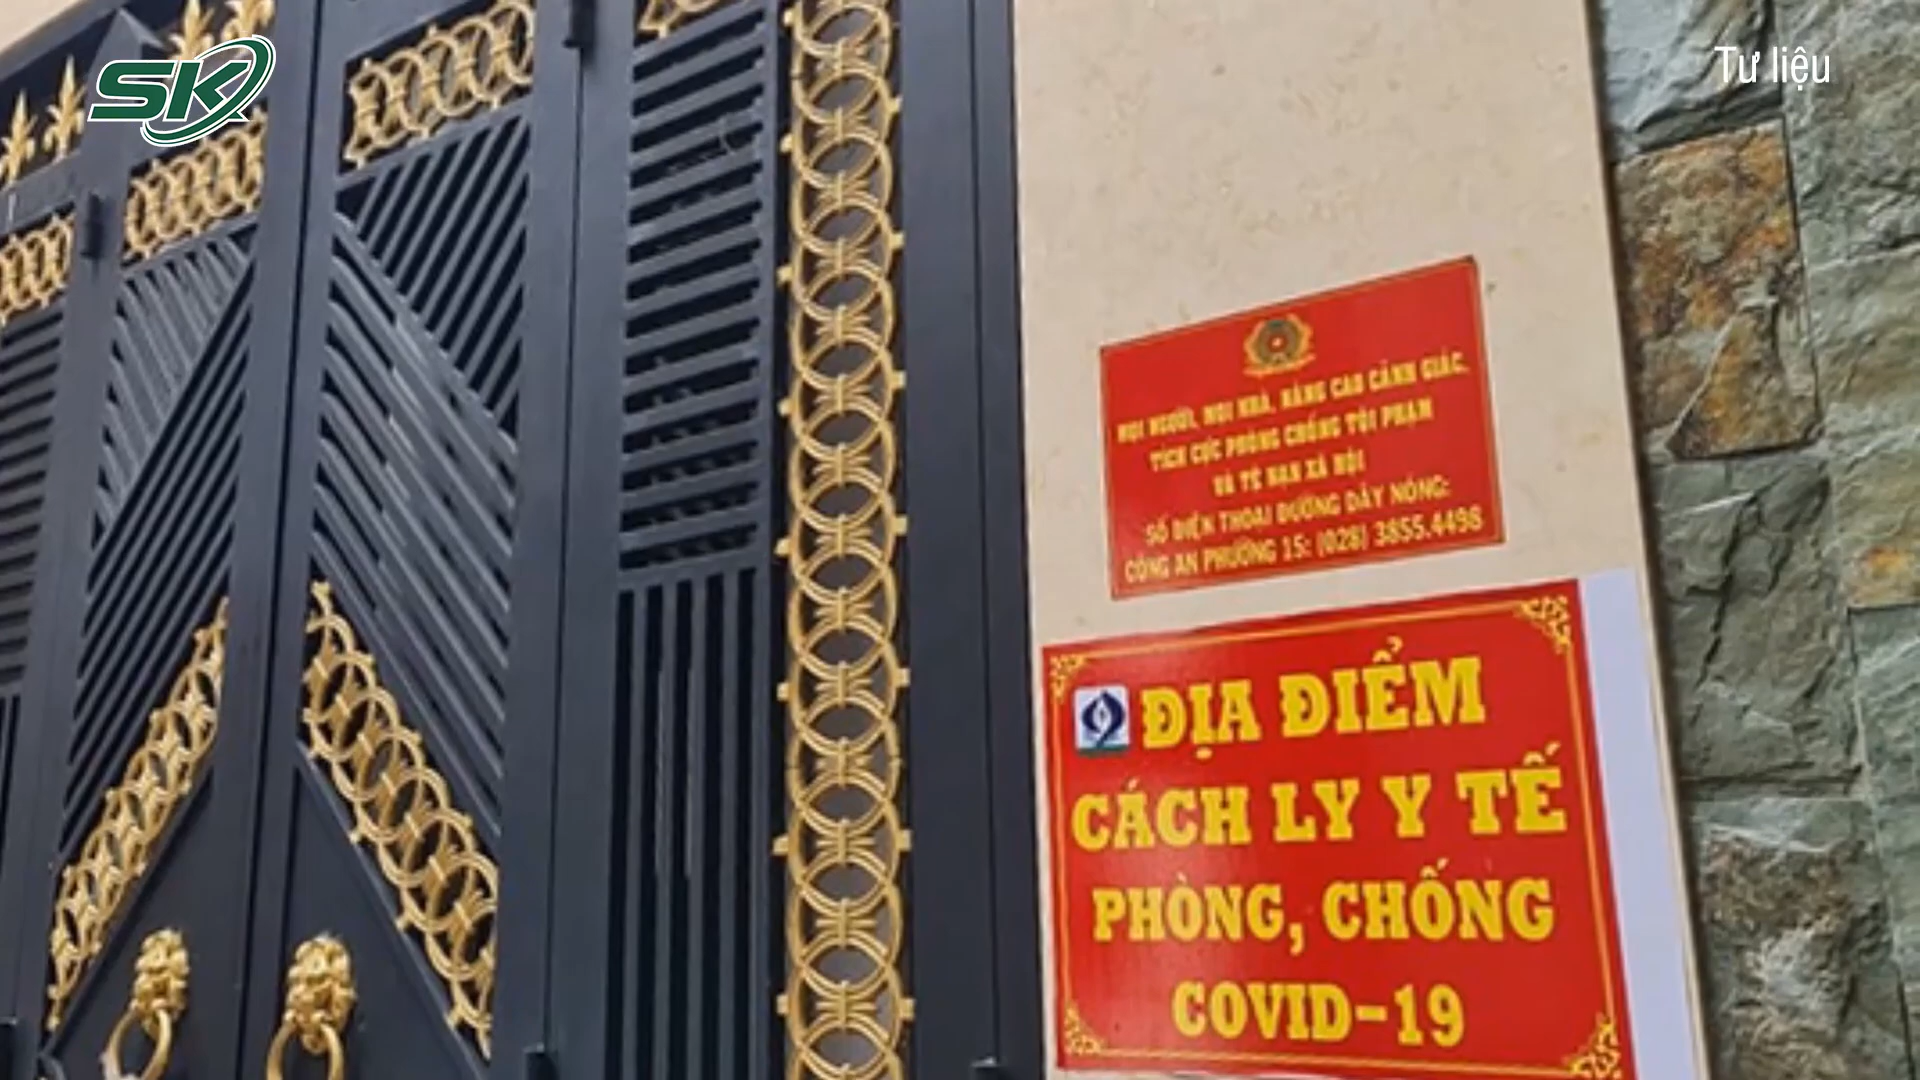 SK
Tư liệu
MỌI NGƯỜI, MỌI NHÀ, NÂNG CAO CẢNH GIÁC,
TÍCH CỰC PHÒNG CHỐNG TỘI PHẠM
VÀ TỆ NẠN XÃ HỘI
SỐ ĐIỆN THOẠI ĐƯỜNG DÂY NÓNG:
CÔNG AN PHƯỜNG 15: (028) 3855.4498
ĐỊA ĐIỂM
CÁCH LY Y TẾ
PHÒNG, CHỐNG
COVID-19